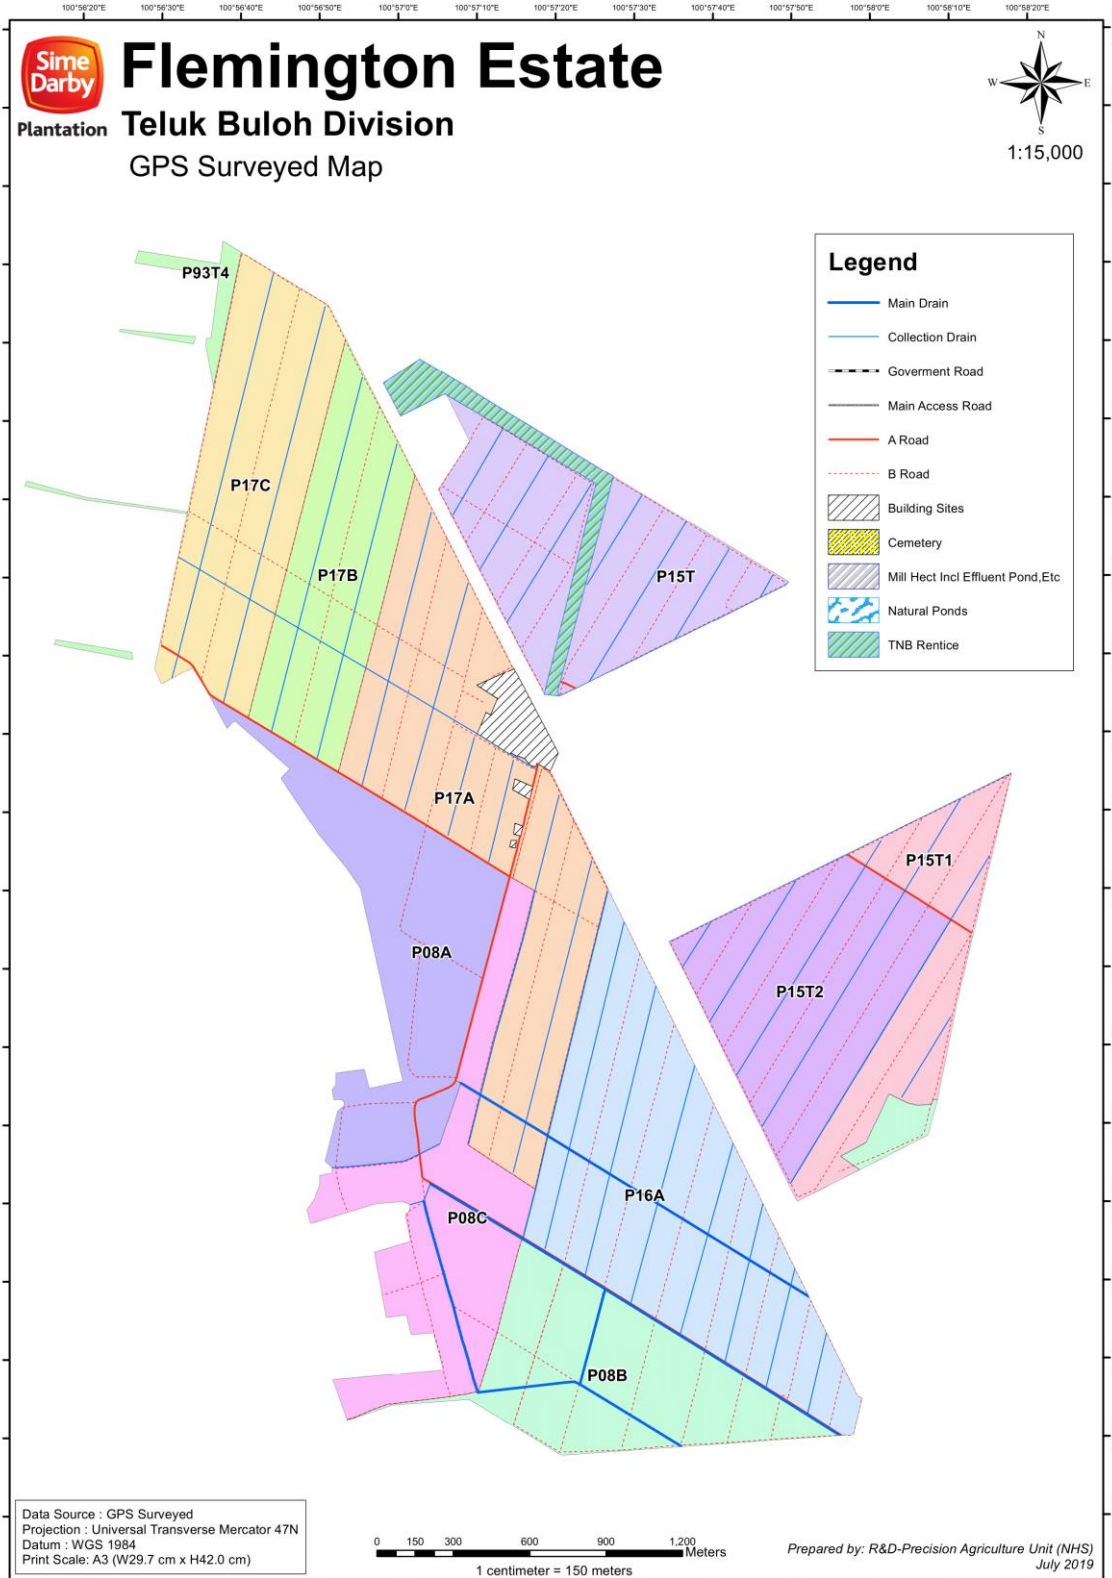 100°56'20"E 100°56'30"E 100°56'40"E 100°56'50"E 100°57'0"E 100°57'10"E 100°57'20"E 100°57'30"E 100°57'40"E 100°57'50"E 100°58'0"E 100°58'10"E 100°58'20"E
Sime
Darby
Plantation
Flemington Estate
Teluk Buloh Division
GPS Surveyed Map
N
W
E
S
1:15,000
Legend
Main Drain
Collection Drain
Goverment Road
Main Access Road
A Road
B Road
Building Sites
Cemetery
Mill Hect Incl Effluent Pond,Etc
Natural Ponds
TNB Rentice
P93T4
P17C
P17B
P15T
P17A
P15T1
P08A
P15T2
P16A
P08C
P08B
Data Source : GPS Surveyed
Projection : Universal Transverse Mercator 47N
Datum : WGS 1984
Print Scale: A3 (W29.7 cm x H42.0 cm)
0 150 300 600 900 1,200
Meters
1 centimeter = 150 meters
Prepared by: R&D-Precision Agriculture Unit (NHS)
July 2019